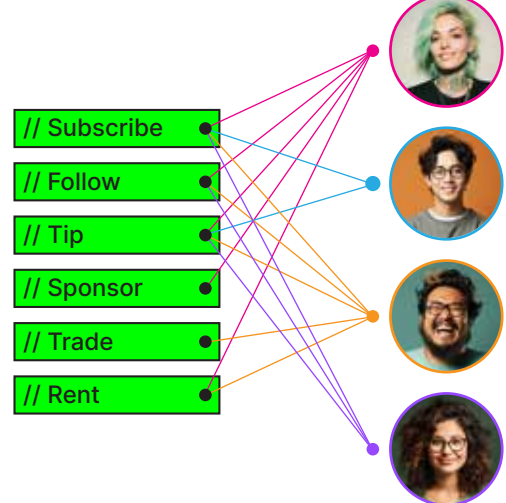 // Subscribe
// Follow
// Tip
// Sponsor
// Trade
// Rent